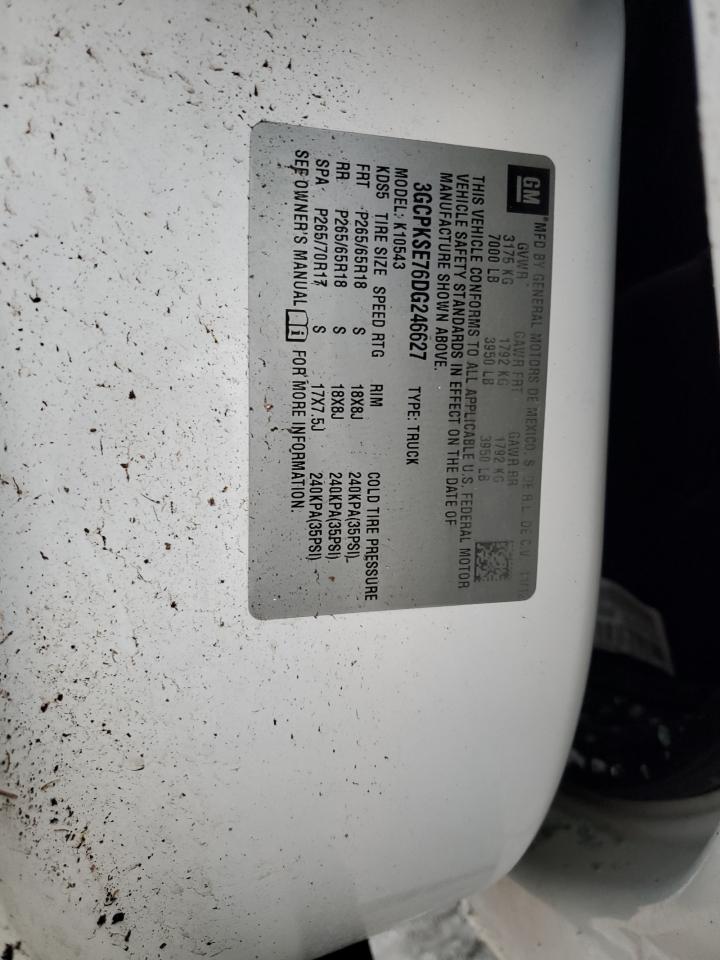 GM
MFD BY GENERAL MOTORS DE MEXICO, S. DE R.L. DE C.V.
GVWR GAWR FRT GAWR RR
3175 KG 1792 KG 1792 KG
7000 LB 3950 LB 3950 LB
THIS VEHICLE CONFORMS TO ALL APPLICABLE U.S. FEDERAL MOTOR
VEHICLE SAFETY STANDARDS IN EFFECT ON THE DATE OF
MANUFACTURE SHOWN ABOVE.
3GCPKSE76DG246627 TYPE: TRUCK
MODEL: K10543
KDS5 TIRE SIZE SPEED RTG RIM COLD TIRE PRESSURE
FRT P265/65R18 S 18X8J 240KPA(35PSI)
RR P265/65R18 S 18X8J 240KPA(35PSI)
SPA P265/70R17 S 17X7.5J 240KPA(35PSI)
SEE OWNER'S MANUAL i FOR MORE INFORMATION.